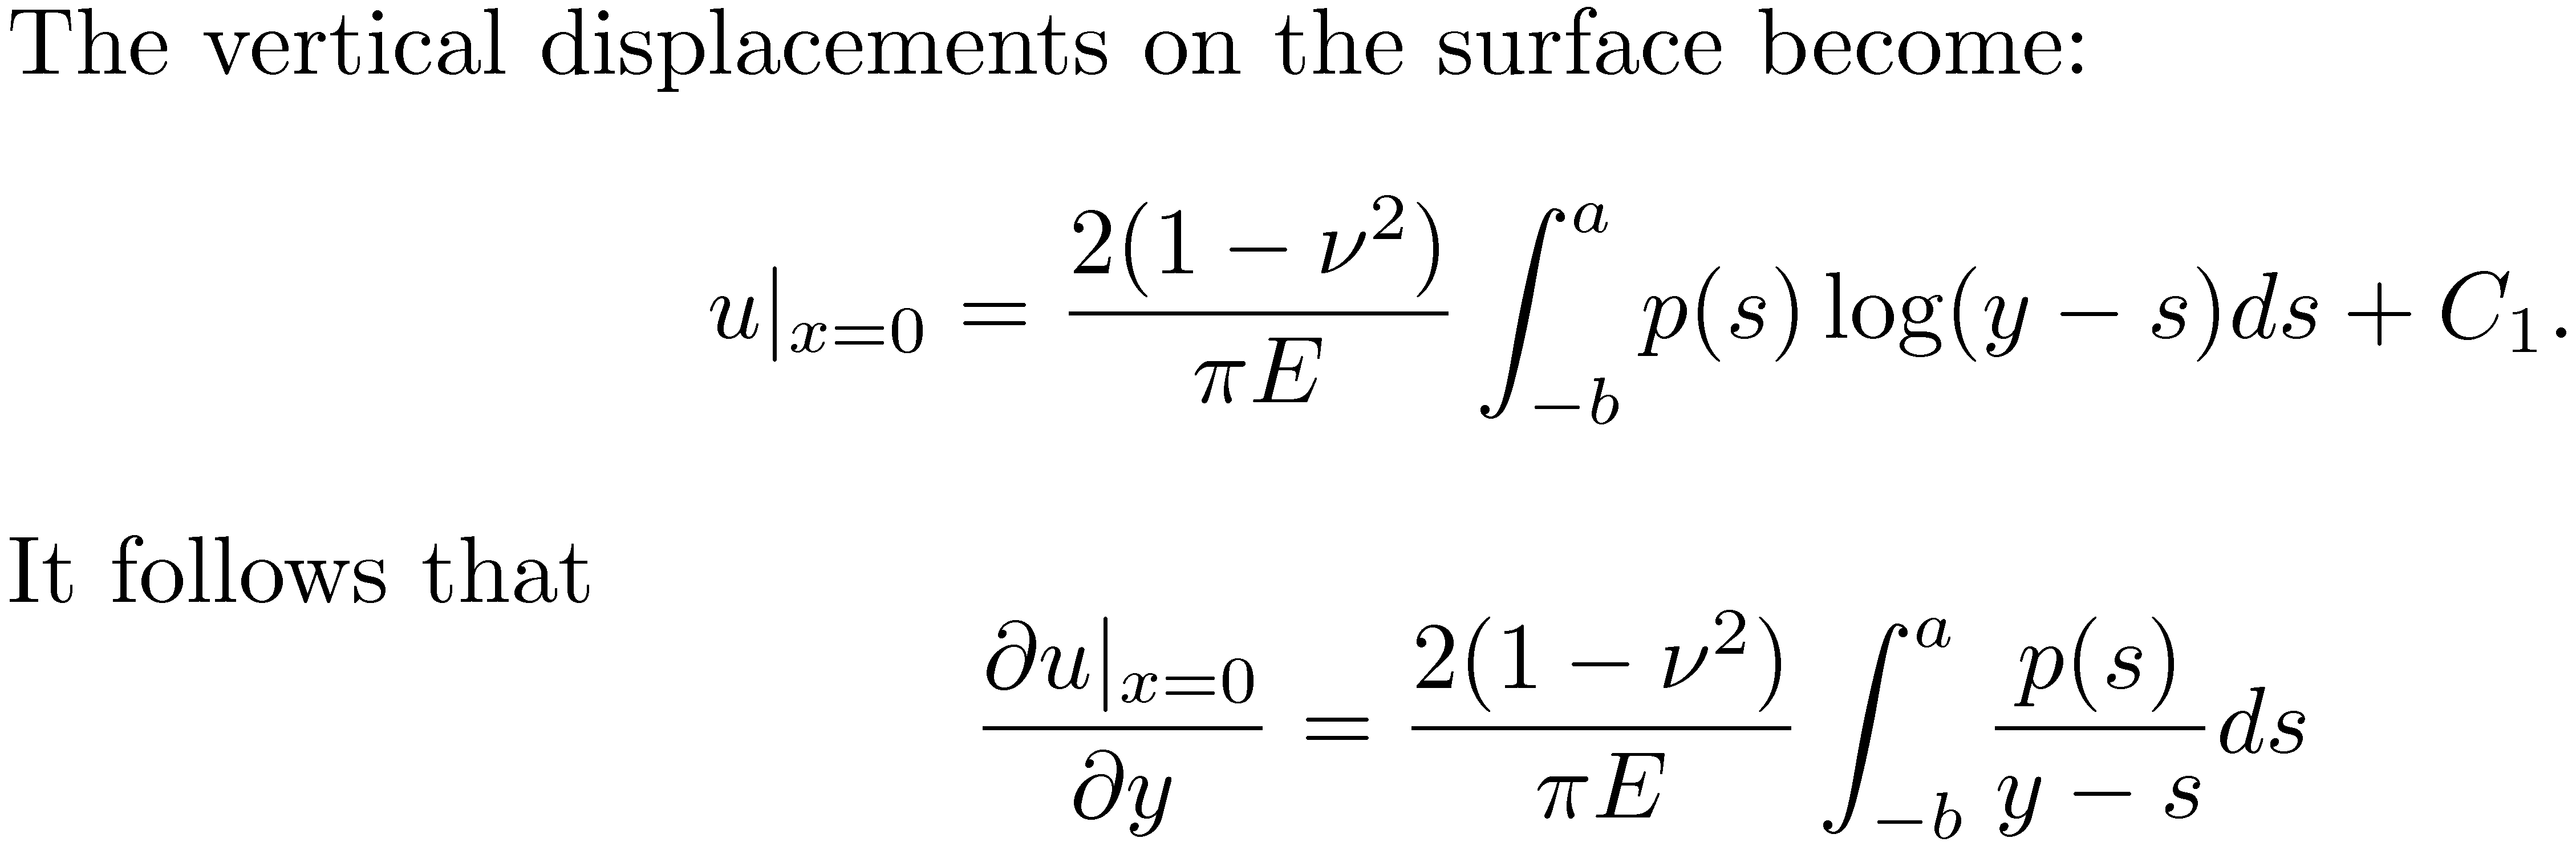 The vertical displacements on the surface become:
$$u|_{x=0} = \frac{2(1-\nu^2)}{\pi E} \int_{-b}^{a} p(s) \log(y-s) ds + C_1.$$
It follows that
$$\frac{\partial u|_{x=0}}{\partial y} = \frac{2(1-\nu^2)}{\pi E} \int_{-b}^{a} \frac{p(s)}{y-s} ds$$